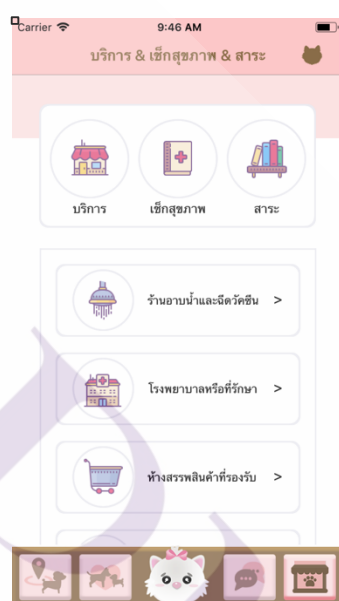 Carrier 9:46 AM
บริการ & เช็กสุขภาพ & สาระ
บริการ เช็กสุขภาพ สาระ
ร้านอาบน้ำและฉีดวัคซีน >
โรงพยาบาลหรือที่รักษา >
ห้างสรรพสินค้าที่รองรับ >